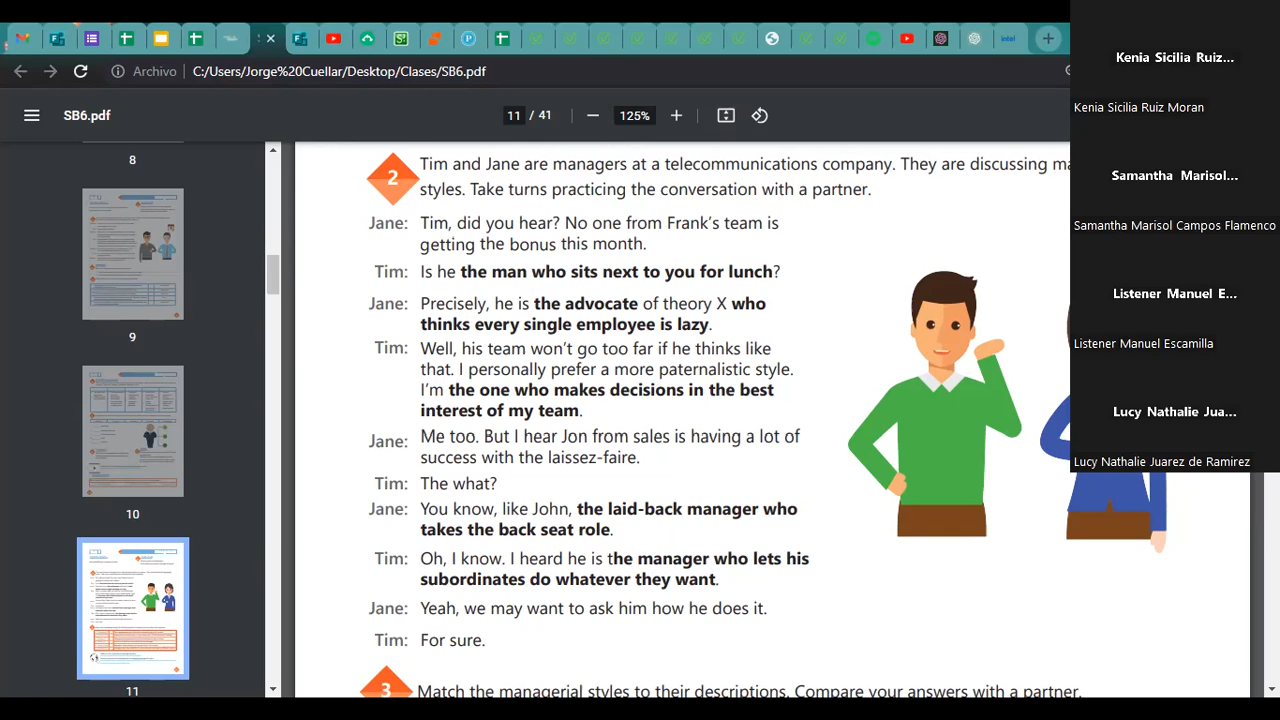 Archivo C:/Users/Jorge%20Cuellar/Desktop/Clases/SB6.pdf
SB6.pdf 11 / 41 125%
8
9
10
11
2 Tim and Jane are managers at a telecommunications company. They are discussing ma
styles. Take turns practicing the conversation with a partner.
Jane: Tim, did you hear? No one from Frank's team is
getting the bonus this month.
Tim: Is he the man who sits next to you for lunch?
Jane: Precisely, he is the advocate of theory X who
thinks every single employee is lazy.
Tim: Well, his team won't go too far if he thinks like
that. I personally prefer a more paternalistic style.
I'm the one who makes decisions in the best
interest of my team.
Jane: Me too. But I hear Jon from sales is having a lot of
success with the laissez-faire.
Tim: The what?
Jane: You know, like John, the laid-back manager who
takes the back seat role.
Tim: Oh, I know. I heard he is the manager who lets his
subordinates do whatever they want.
Jane: Yeah, we may want to ask him how he does it.
Tim: For sure.
3 Match the managerial styles to their descriptions. Compare your answers with a partner.
Kenia Sicilia Ruiz...
Kenia Sicilia Ruiz Moran
Samantha Marisol...
Samantha Marisol Campos Flamenco
Listener Manuel E...
Listener Manuel Escamilla
Lucy Nathalie Jua...
Lucy Nathalie Juarez de Ramirez